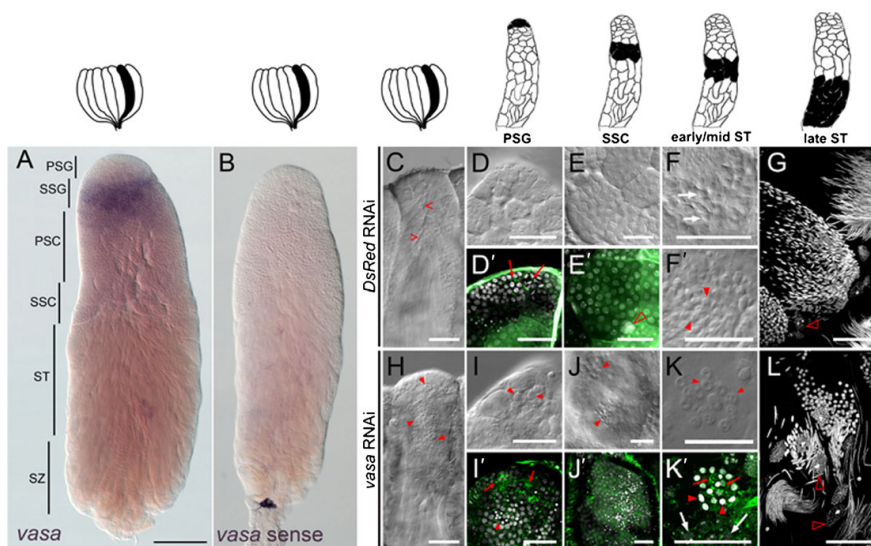 PSG SSC early/mid ST late ST
A B C D E F G
PSG
SSG
PSC
SSC
ST
SZ
DsRed RNAi
D′ E′ F′
H I J K L
vasa RNAi
I′ J′ K′
vasa
vasa sense